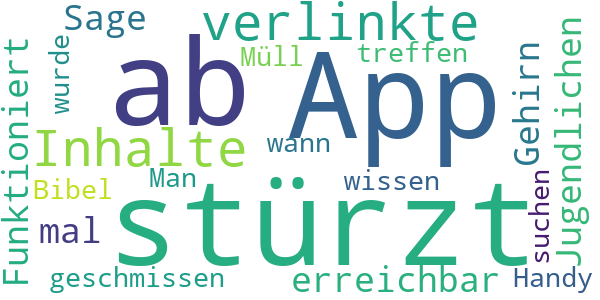 Sage
verlinkte
Müll
treffen
wurde
ab
App
Funktioniert
Inhalte
wann
Gehirn
Jugendlichen
Bibel
Man
wissen
stürzt
mal
suchen
geschmissen
erreichbar
Handy